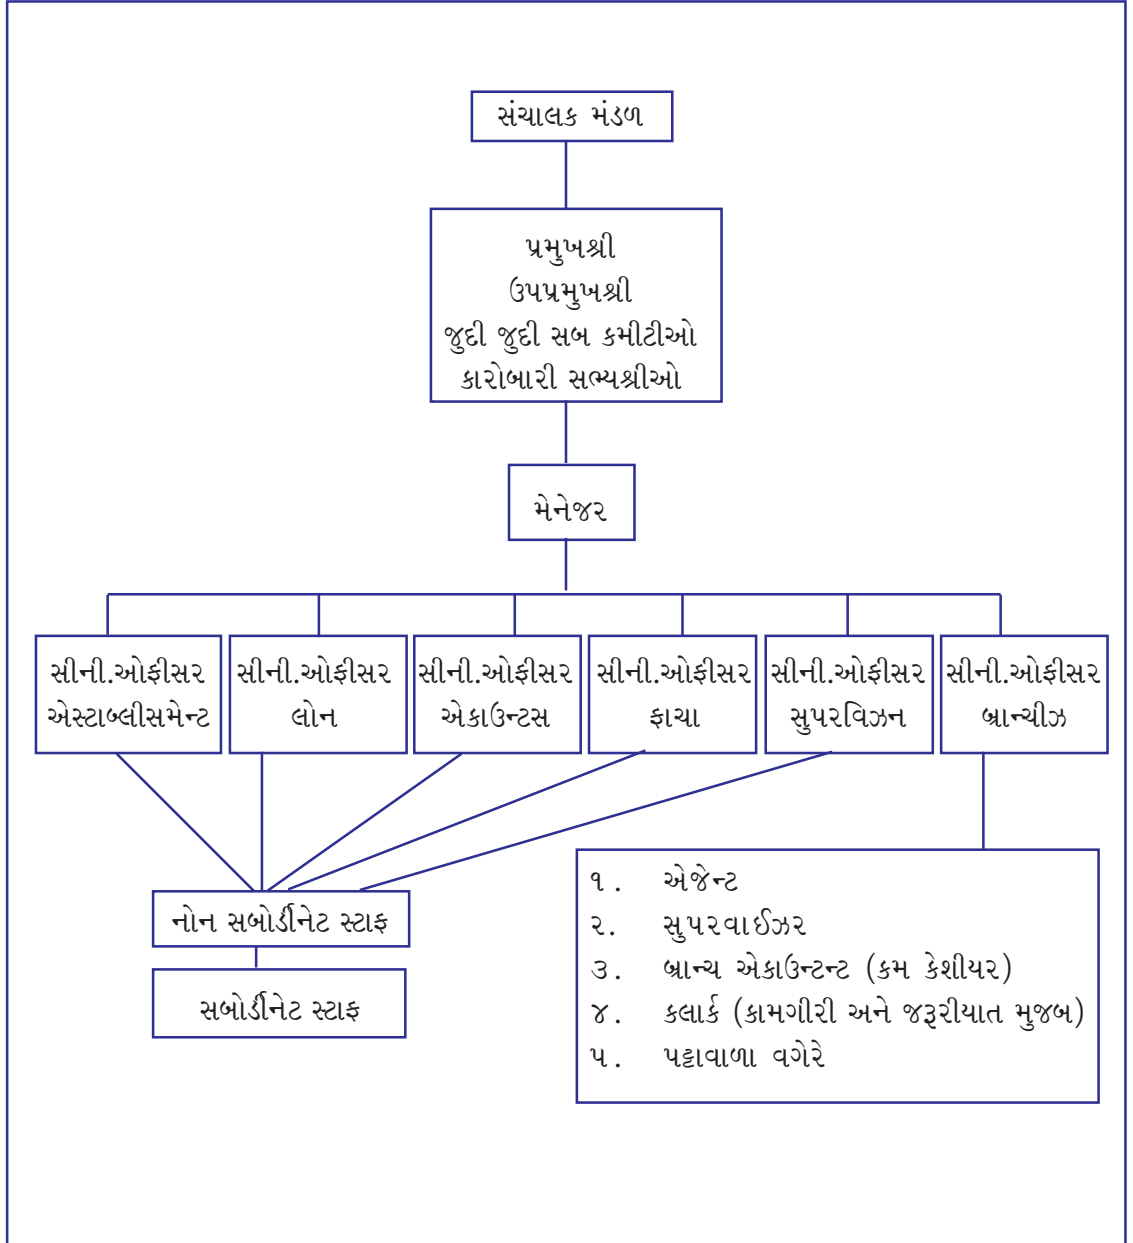 સંચાલક મંડળ
પ્રમુખશ્રી
ઉપપ્રમુખશ્રી
જુદી જુદી સબ કમીટીઓ
કારોબારી સભ્યશ્રીઓ
મેનેજર
સીની.ઓફીસર
એસ્ટાબ્લીસમેન્ટ
સીની.ઓફીસર
લોન
સીની.ઓફીસર
એકાઉન્ટસ
સીની.ઓફીસર
ફાચા
સીની.ઓફીસર
સુપરવિઝન
સીની.ઓફીસર
બ્રાન્ચીઝ
નોન સબોર્ડીનેટ સ્ટાફ
સબોર્ડીનેટ સ્ટાફ
૧. એજેન્ટ
૨. સુપરવાઈઝર
૩. બ્રાન્ચ એકાઉન્ટન્ટ (કમ કેશીયર)
૪. કલાર્ક (કામગીરી અને જરૂરીયાત મુજબ)
૫. પટ્ટાવાળા વગેરે